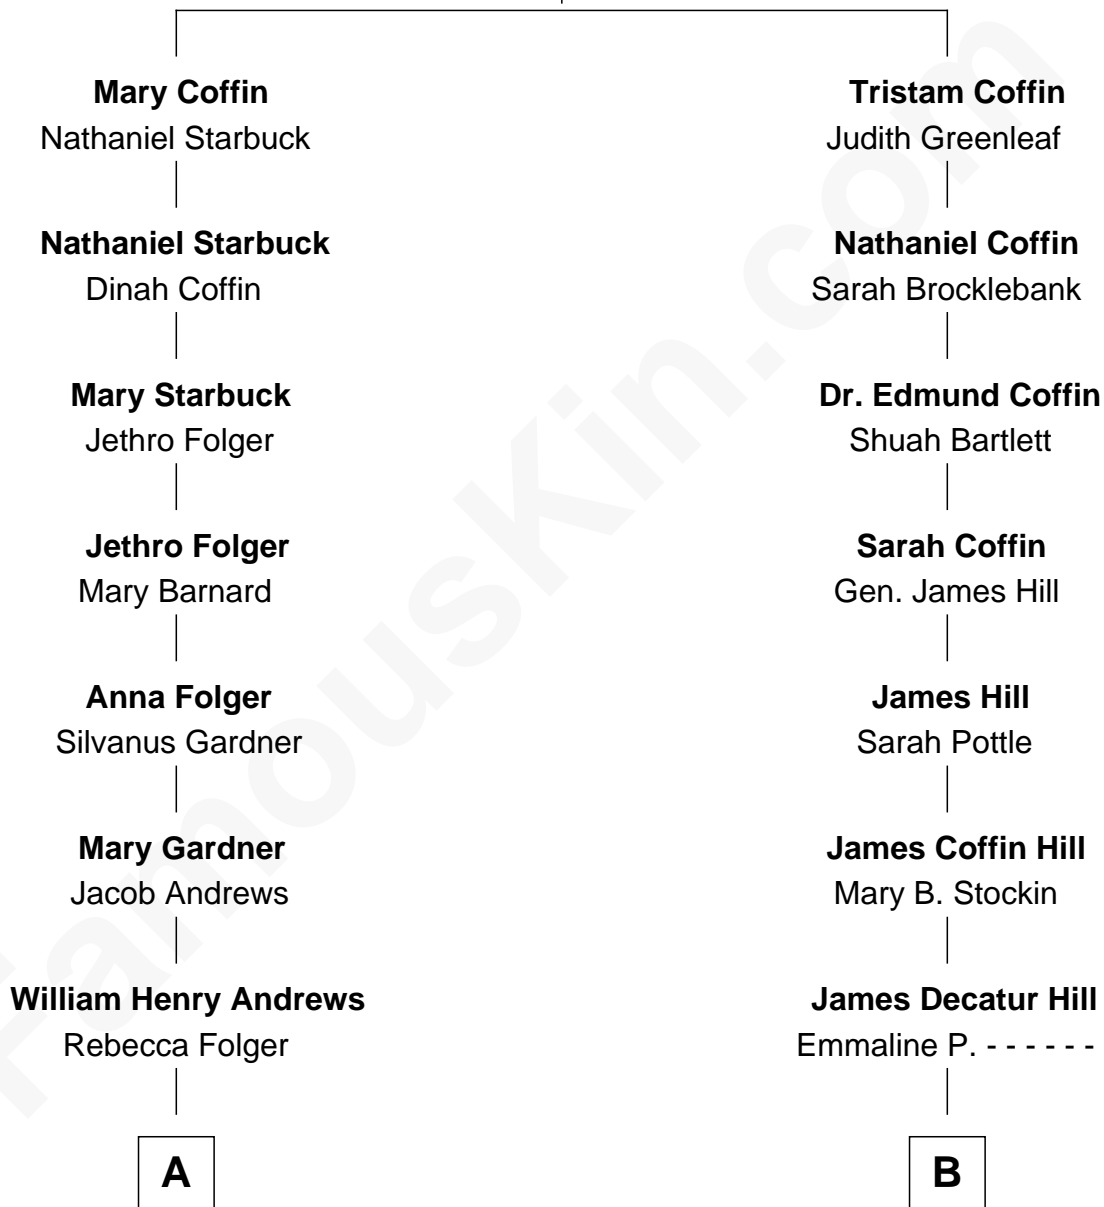 Mary Coffin
Nathaniel Starbuck
Nathaniel Starbuck
Dinah Coffin
Mary Starbuck
Jethro Folger
Jethro Folger
Mary Barnard
Anna Folger
Silvanus Gardner
Mary Gardner
Jacob Andrews
William Henry Andrews
Rebecca Folger
A
Tristam Coffin
Judith Greenleaf
Nathaniel Coffin
Sarah Brocklebank
Dr. Edmund Coffin
Shuah Bartlett
Sarah Coffin
Gen. James Hill
James Hill
Sarah Pottle
James Coffin Hill
Mary B. Stockin
James Decatur Hill
Emmaline P. - - - - - -
B
FamousKin.com